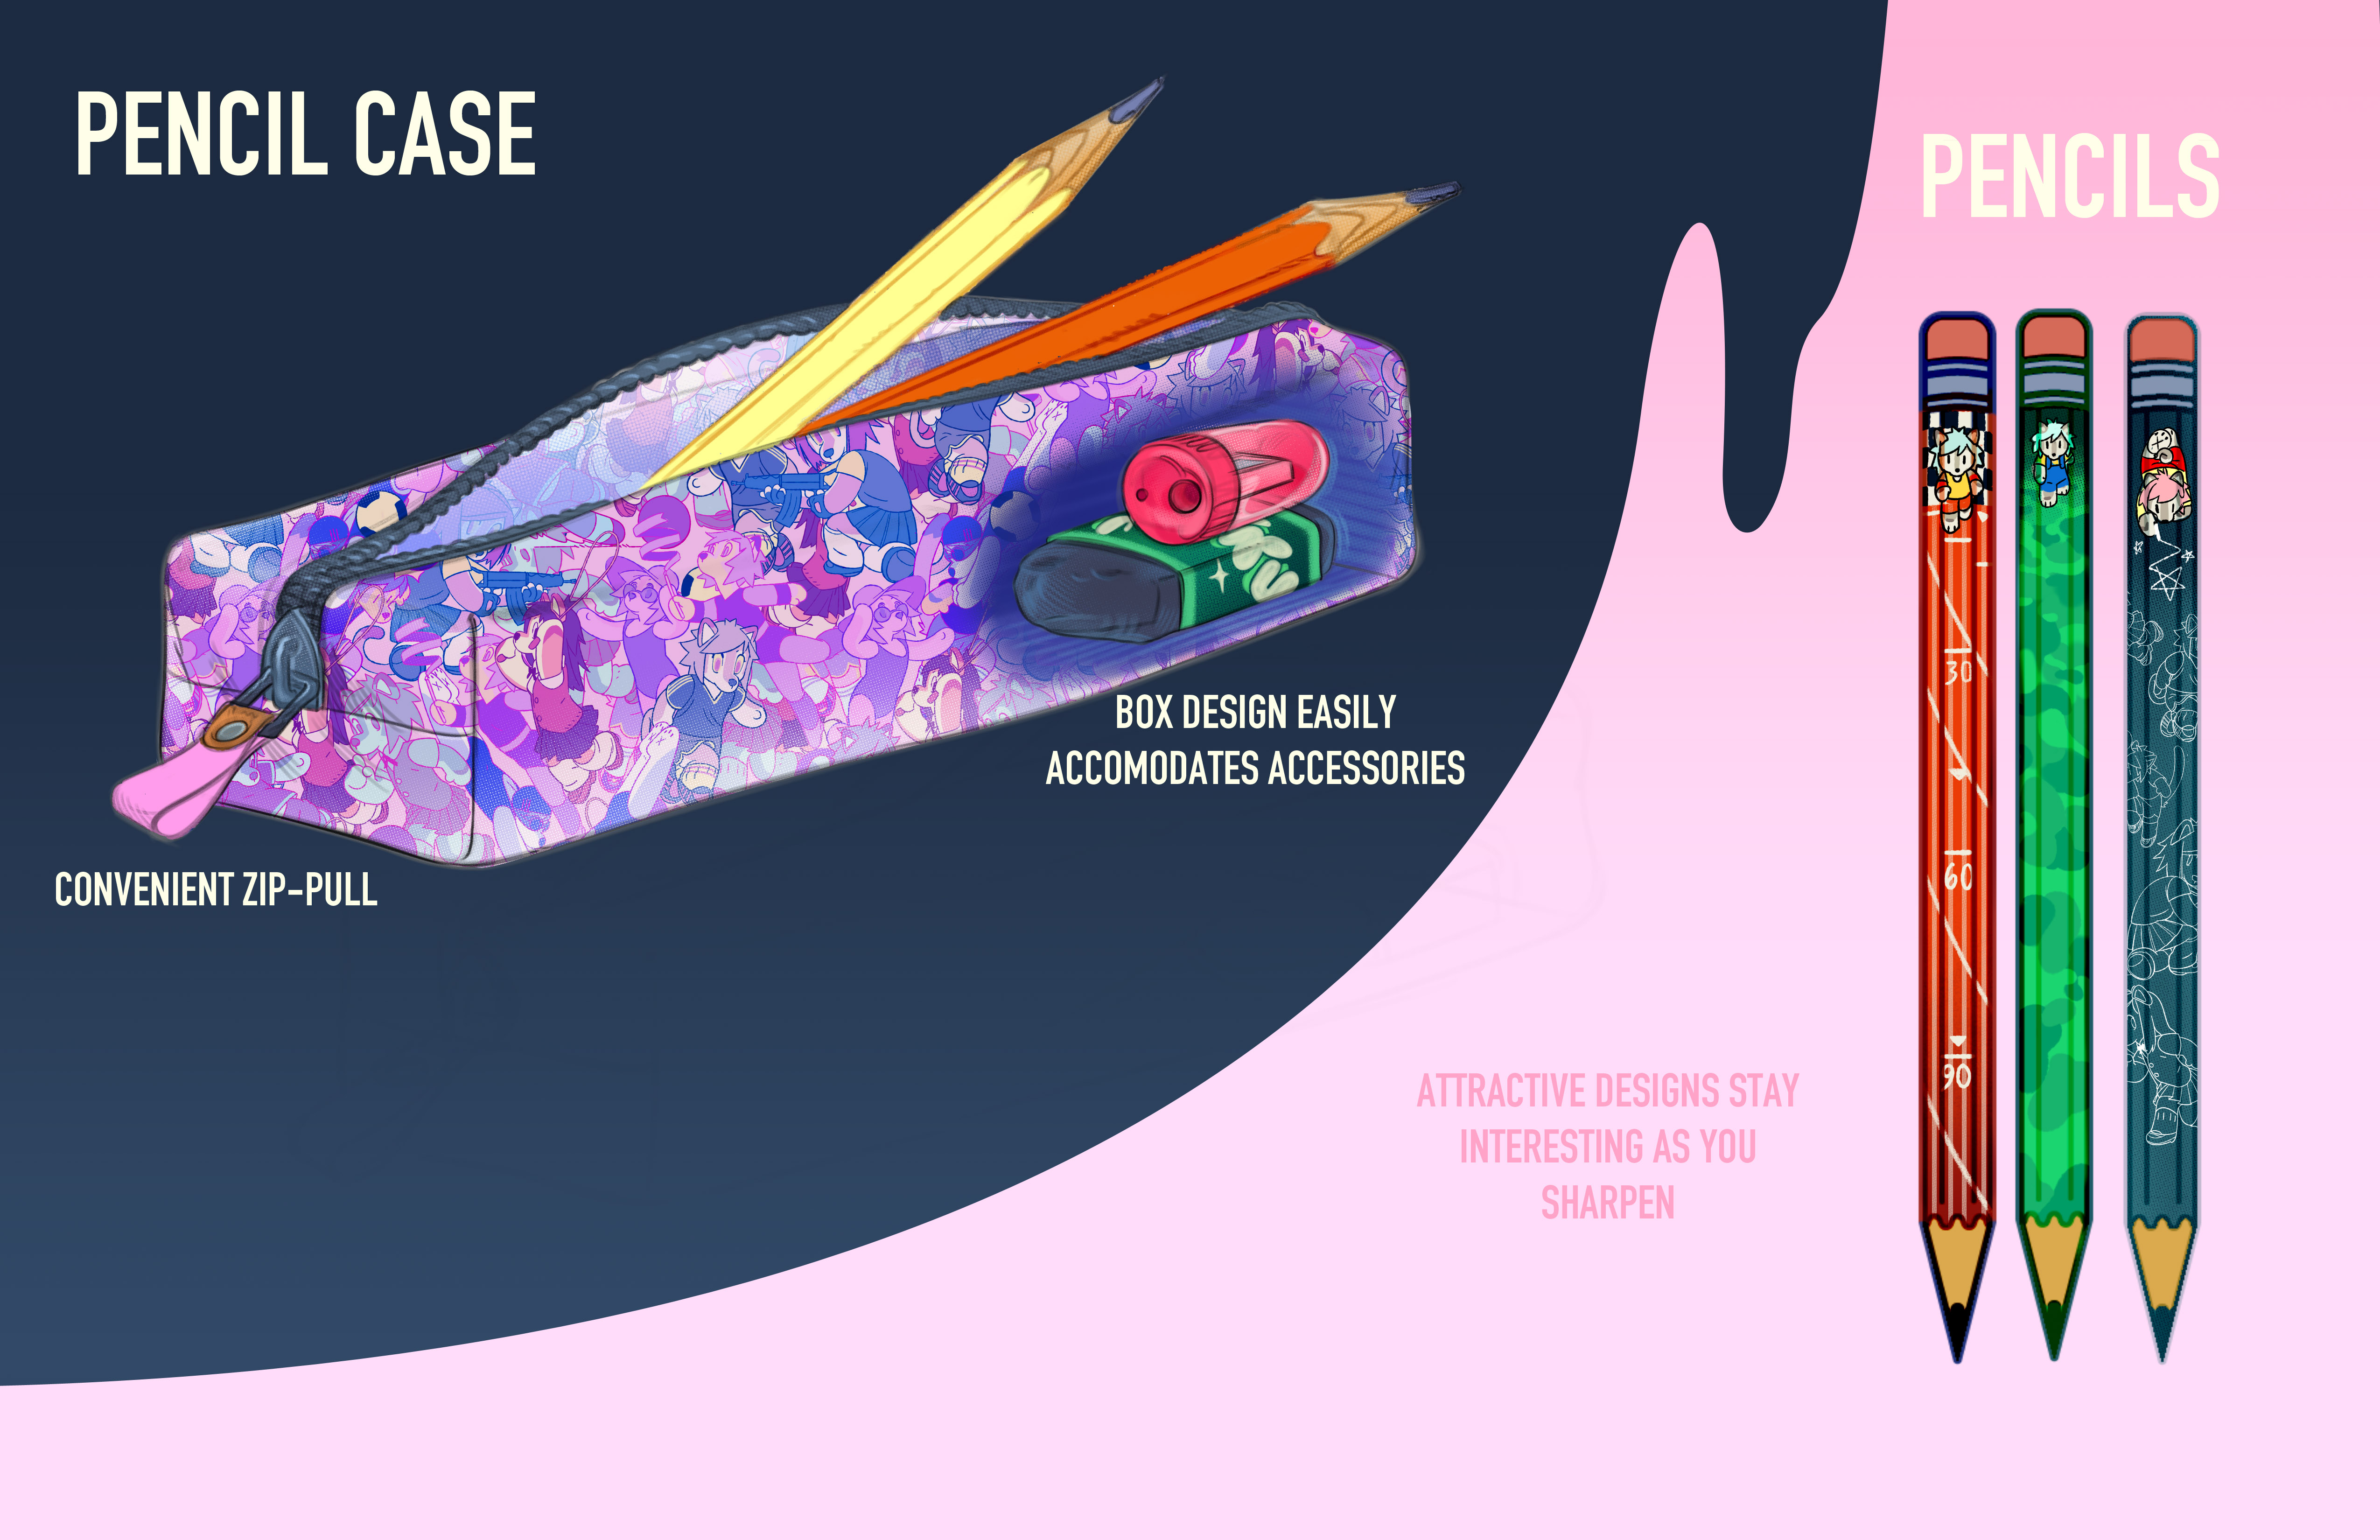 PENCIL CASE
PENCILS
BOX DESIGN EASILY
ACCOMODATES ACCESSORIES
CONVENIENT ZIP-PULL
ATTRACTIVE DESIGNS STAY
INTERESTING AS YOU
SHARPEN
30
60
90